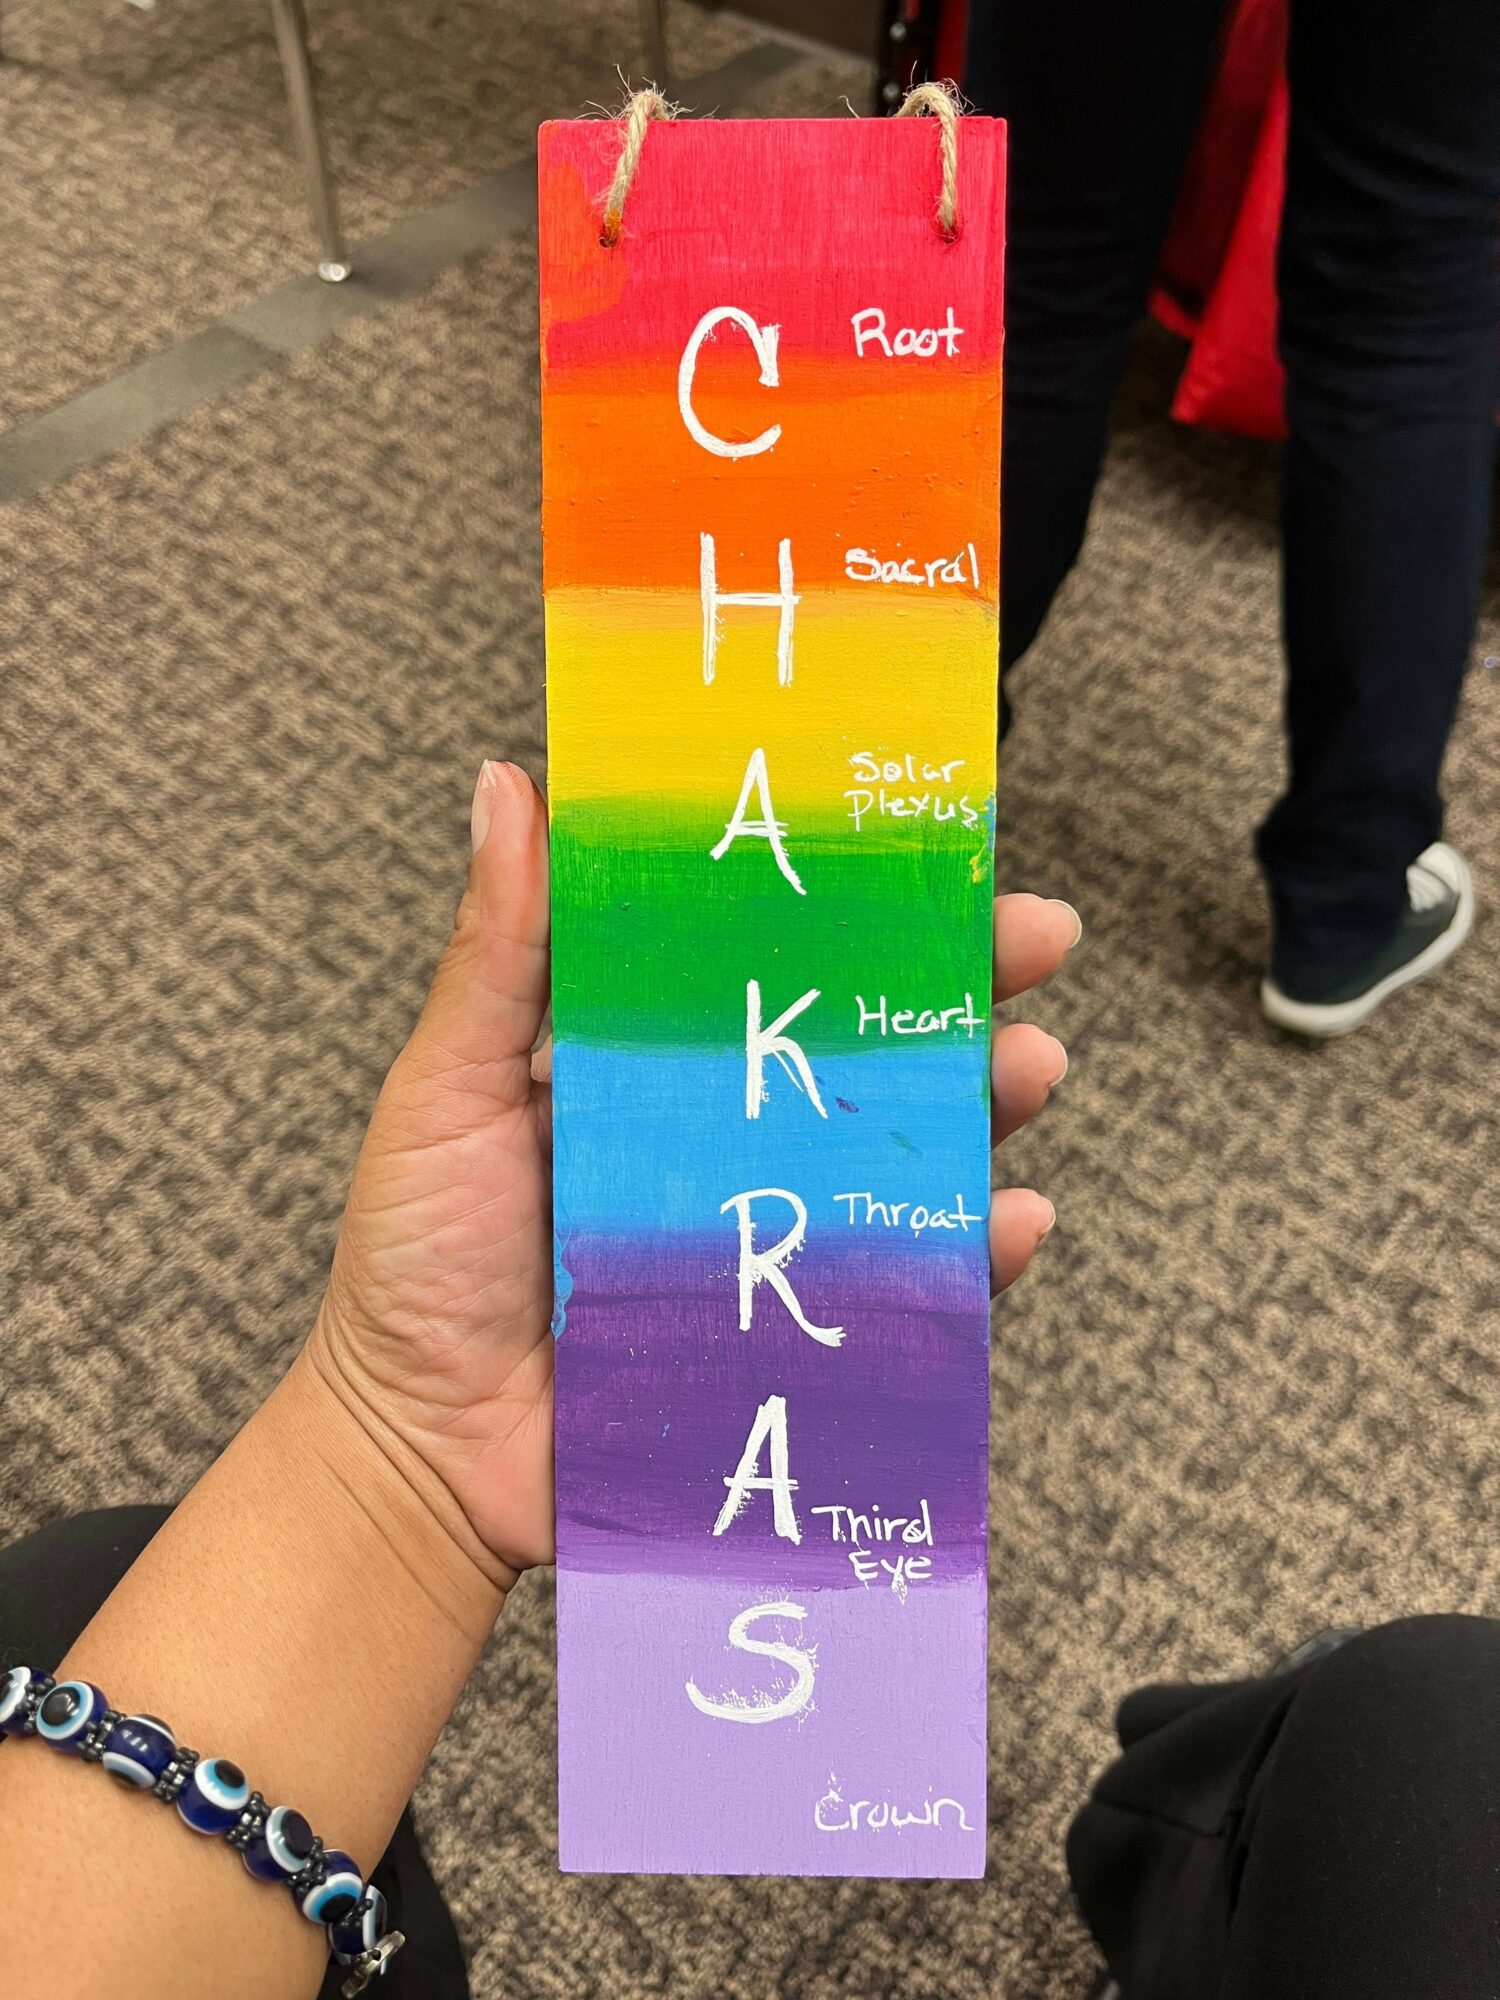 C
Root
H
Sacral
A
Solar
Plexus
K
Heart
R
Throat
A
Third
Eye
S
Crown